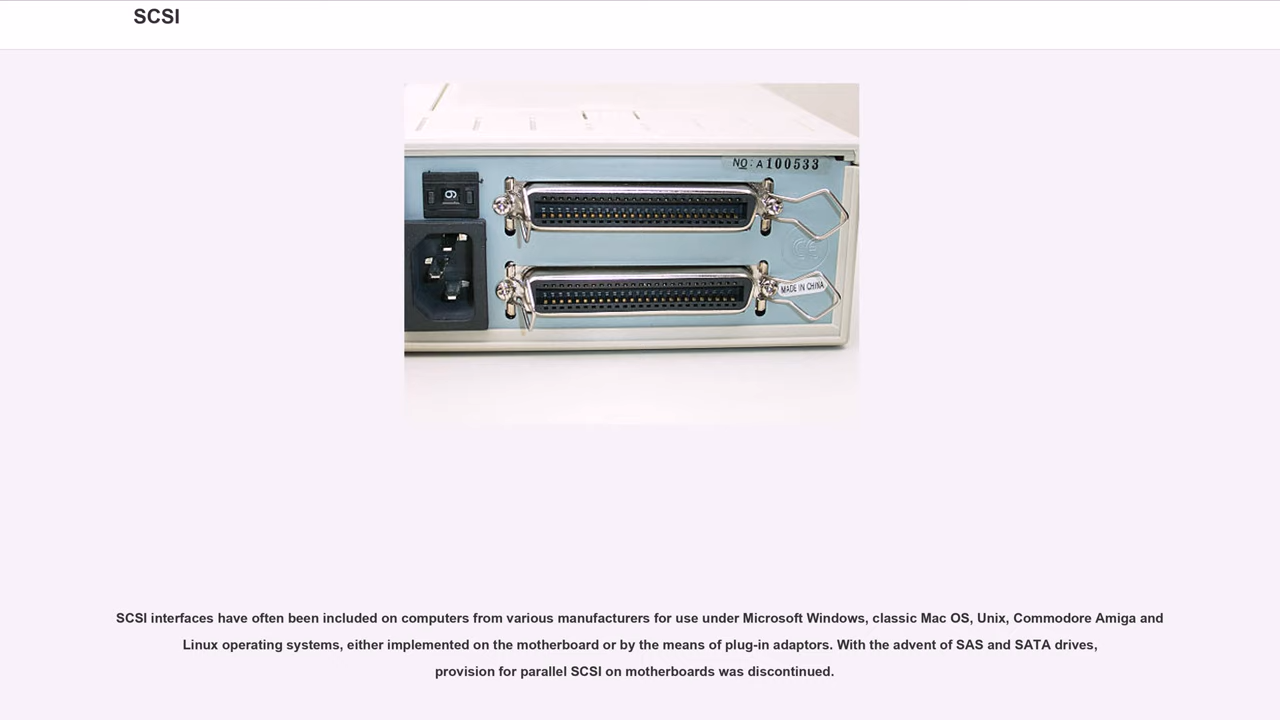 SCSI
NO: A 100533
6
MADE IN CHINA
SCSI interfaces have often been included on computers from various manufacturers for use under Microsoft Windows, classic Mac OS, Unix, Commodore Amiga and
Linux operating systems, either implemented on the motherboard or by the means of plug-in adaptors. With the advent of SAS and SATA drives,
provision for parallel SCSI on motherboards was discontinued.